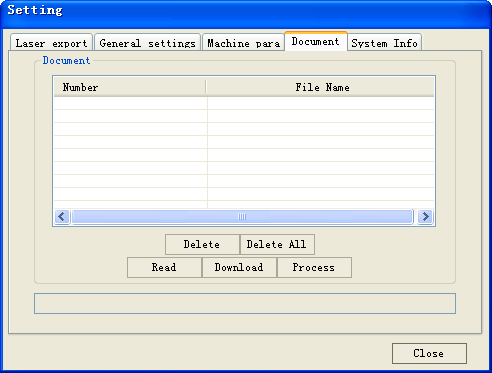 Setting
Laser export General settings Machine para Document System Info
Document
Number File Name
Delete Delete All
Read Download Process
Close